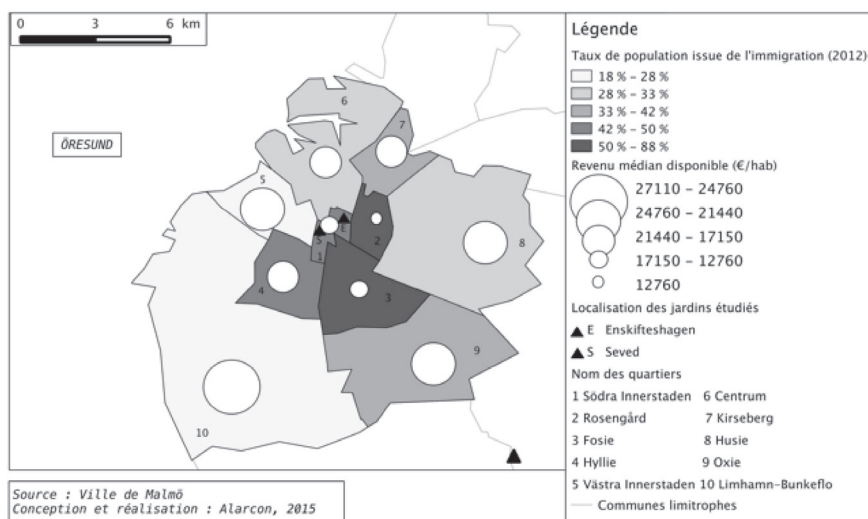 0 3 6 km
ÖRESUND
6
7
5
E
S
1
2
8
4
3
9
10
Source : Ville de Malmö
Conception et réalisation : Alarcon, 2015
Légende
Taux de population issue de l'immigration (2012)
18 % – 28 %
28 % – 33 %
33 % – 42 %
42 % – 50 %
50 % – 88 %
Revenu médian disponible (€/hab)
27110 – 24760
24760 – 21440
21440 – 17150
17150 – 12760
12760
Localisation des jardins étudiés
E Enskifteshagen
S Seved
Nom des quartiers
1 Södra Innerstaden 6 Centrum
2 Rosengård 7 Kirseberg
3 Fosie 8 Husie
4 Hyllie 9 Oxie
5 Västra Innerstaden 10 Limhamn-Bunkeflo
Communes limitrophes